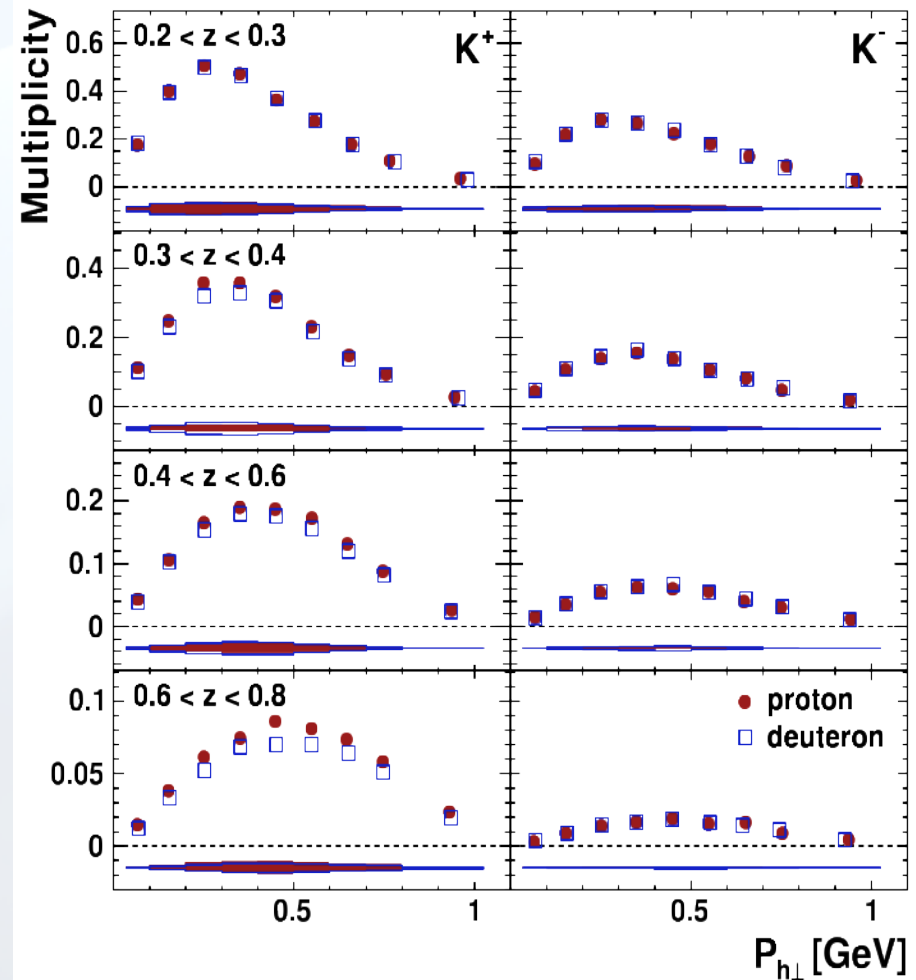 Multiplicity
0.2 < z < 0.3
K+
K-
0.6
0.4
0.2
0
0.3 < z < 0.4
0.4
0.2
0
0.4 < z < 0.6
0.2
0.1
0
0.6 < z < 0.8
proton
deuteron
0.1
0.05
0
0.5 1 0.5 1
Ph⊥ [GeV]